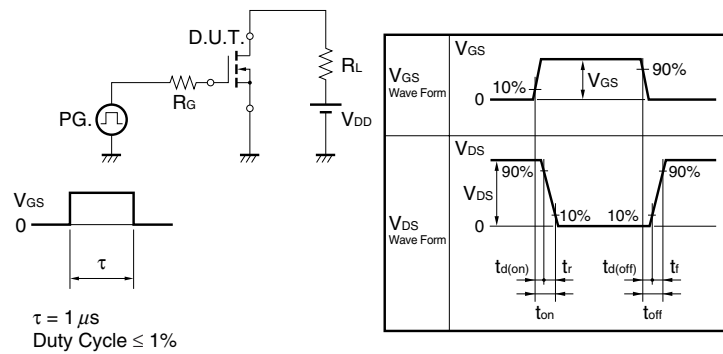 D.U.T.
RL
RG
PG.
VDD
VGS
0
τ
τ = 1 μs
Duty Cycle ≤ 1%
VGS
Wave Form
VGS
10%
VGS
90%
0
VDS
Wave Form
VDS
90%
VDS
90%
10%
10%
0
td(on)
tr
td(off)
tf
ton
toff